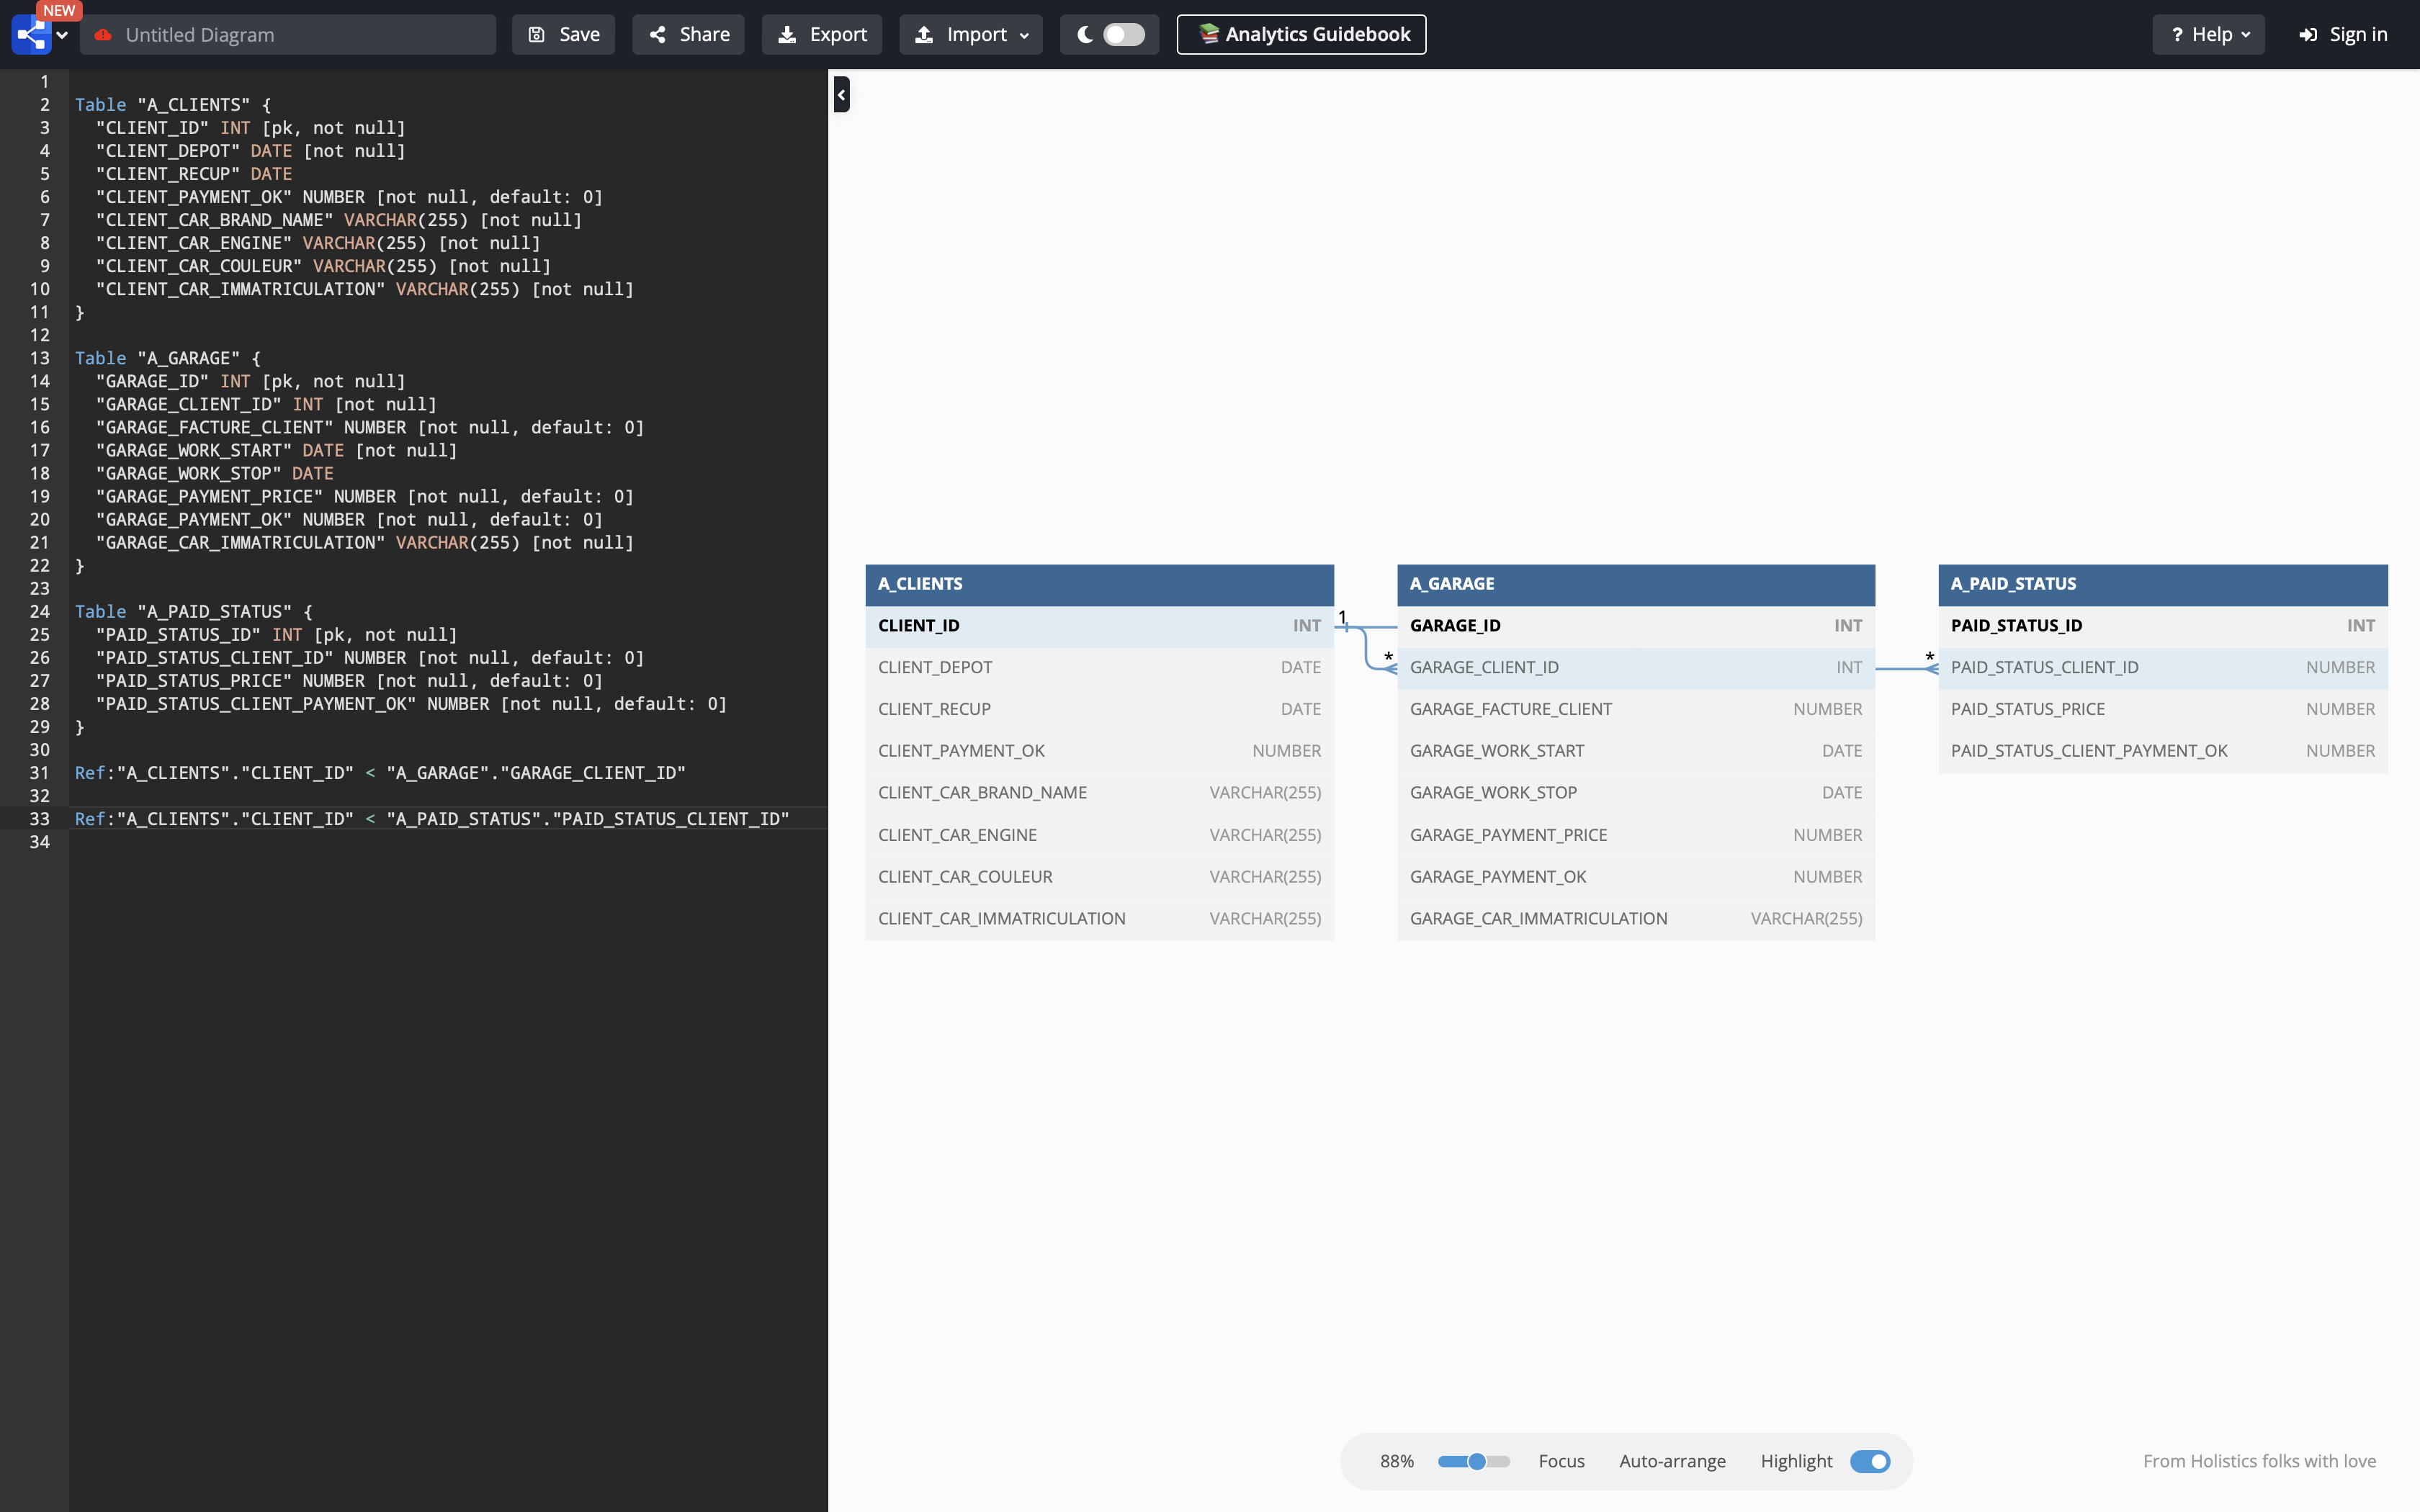 NEW
Untitled Diagram
Save
Share
Export
Import
📚 Analytics Guidebook
? Help
Sign in
1
2 Table "A_CLIENTS" {
3 "CLIENT_ID" INT [pk, not null]
4 "CLIENT_DEPOT" DATE [not null]
5 "CLIENT_RECUP" DATE
6 "CLIENT_PAYMENT_OK" NUMBER [not null, default: 0]
7 "CLIENT_CAR_BRAND_NAME" VARCHAR(255) [not null]
8 "CLIENT_CAR_ENGINE" VARCHAR(255) [not null]
9 "CLIENT_CAR_COULEUR" VARCHAR(255) [not null]
10 "CLIENT_CAR_IMMATRICULATION" VARCHAR(255) [not null]
11 }
12
13 Table "A_GARAGE" {
14 "GARAGE_ID" INT [pk, not null]
15 "GARAGE_CLIENT_ID" INT [not null]
16 "GARAGE_FACTURE_CLIENT" NUMBER [not null, default: 0]
17 "GARAGE_WORK_START" DATE [not null]
18 "GARAGE_WORK_STOP" DATE
19 "GARAGE_PAYMENT_PRICE" NUMBER [not null, default: 0]
20 "GARAGE_PAYMENT_OK" NUMBER [not null, default: 0]
21 "GARAGE_CAR_IMMATRICULATION" VARCHAR(255) [not null]
22 }
23
24 Table "A_PAID_STATUS" {
25 "PAID_STATUS_ID" INT [pk, not null]
26 "PAID_STATUS_CLIENT_ID" NUMBER [not null, default: 0]
27 "PAID_STATUS_PRICE" NUMBER [not null, default: 0]
28 "PAID_STATUS_CLIENT_PAYMENT_OK" NUMBER [not null, default: 0]
29 }
30
31 Ref:"A_CLIENTS"."CLIENT_ID" < "A_GARAGE"."GARAGE_CLIENT_ID"
32
33 Ref:"A_CLIENTS"."CLIENT_ID" < "A_PAID_STATUS"."PAID_STATUS_CLIENT_ID"
34
A_CLIENTS
CLIENT_ID INT
CLIENT_DEPOT DATE
CLIENT_RECUP DATE
CLIENT_PAYMENT_OK NUMBER
CLIENT_CAR_BRAND_NAME VARCHAR(255)
CLIENT_CAR_ENGINE VARCHAR(255)
CLIENT_CAR_COULEUR VARCHAR(255)
CLIENT_CAR_IMMATRICULATION VARCHAR(255)
1
*
A_GARAGE
GARAGE_ID INT
GARAGE_CLIENT_ID INT
GARAGE_FACTURE_CLIENT NUMBER
GARAGE_WORK_START DATE
GARAGE_WORK_STOP DATE
GARAGE_PAYMENT_PRICE NUMBER
GARAGE_PAYMENT_OK NUMBER
GARAGE_CAR_IMMATRICULATION VARCHAR(255)
*
A_PAID_STATUS
PAID_STATUS_ID INT
PAID_STATUS_CLIENT_ID NUMBER
PAID_STATUS_PRICE NUMBER
PAID_STATUS_CLIENT_PAYMENT_OK NUMBER
88%
Focus
Auto-arrange
Highlight
From Holistics folks with love